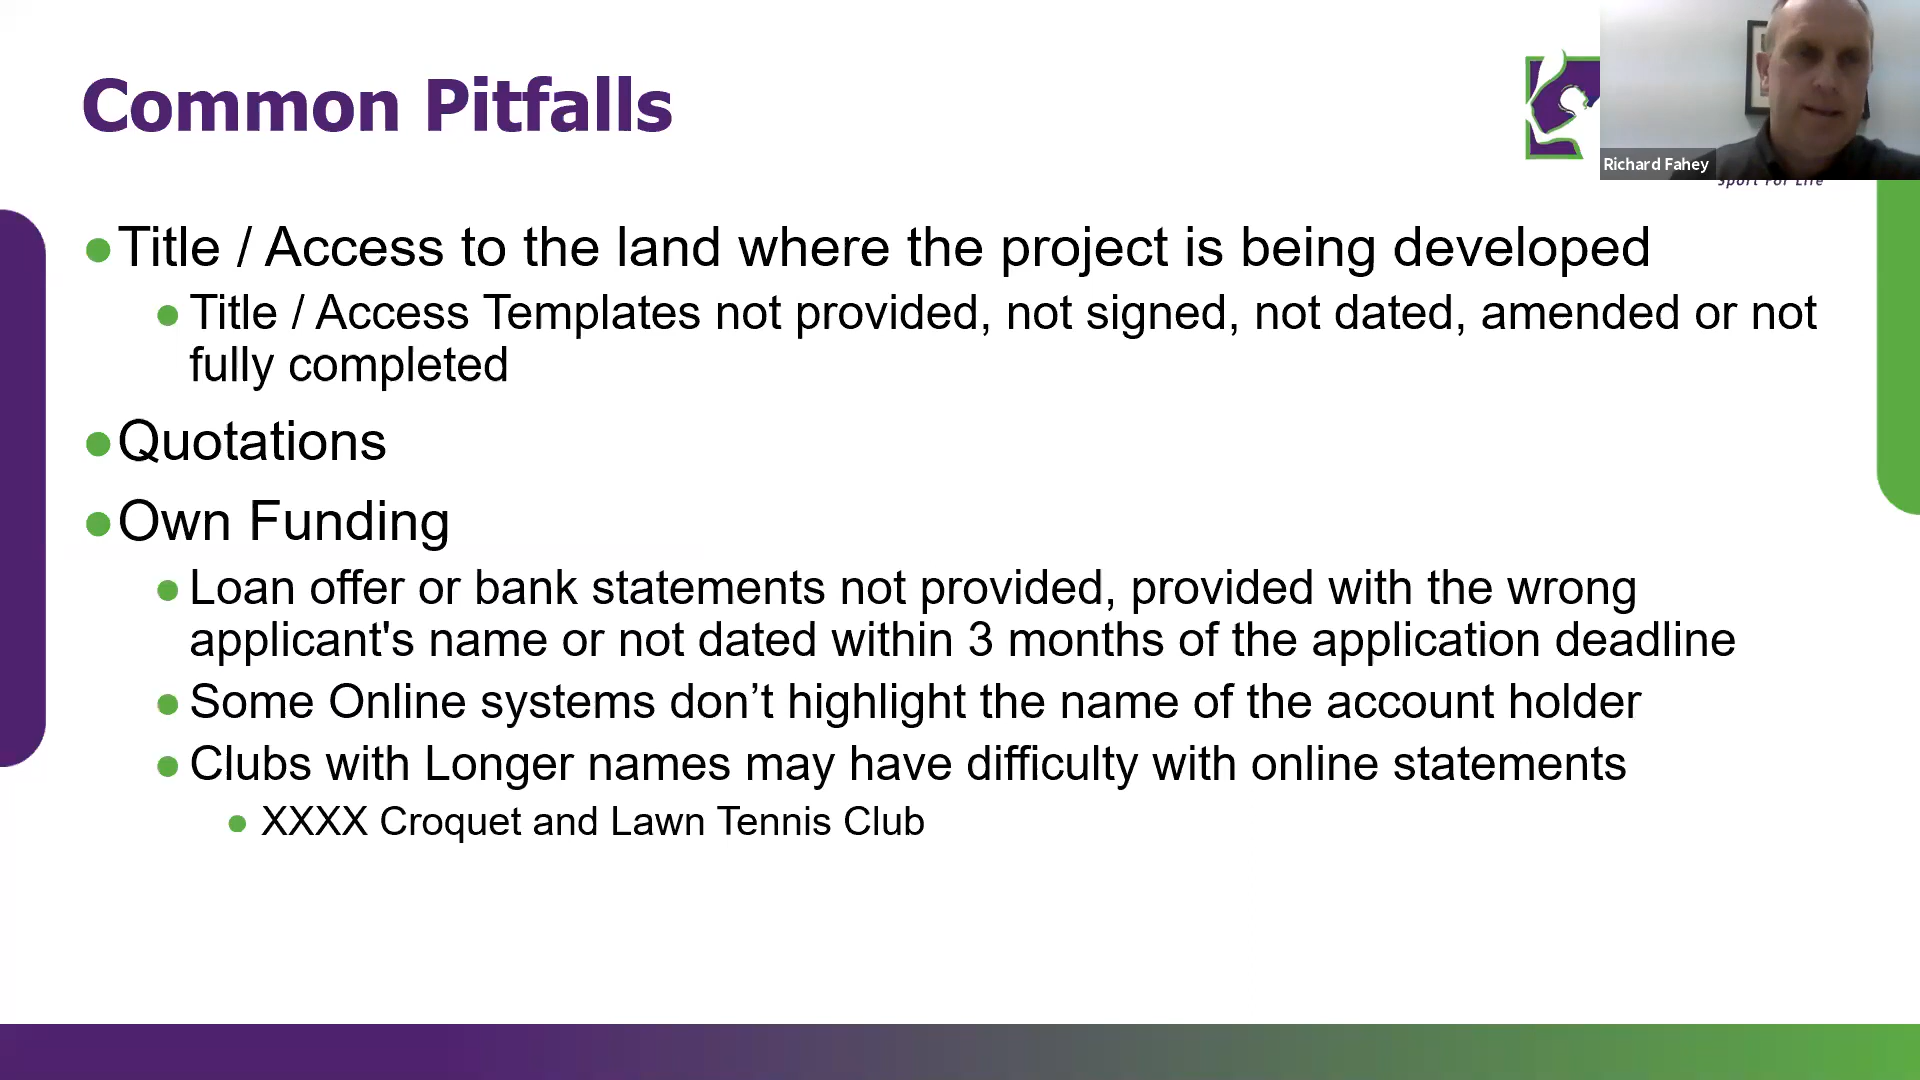 Common Pitfalls
Richard Fahey
Sport For Life
Title / Access to the land where the project is being developed
Title / Access Templates not provided, not signed, not dated, amended or not
fully completed
Quotations
Own Funding
Loan offer or bank statements not provided, provided with the wrong
applicant's name or not dated within 3 months of the application deadline
Some Online systems don’t highlight the name of the account holder
Clubs with Longer names may have difficulty with online statements
XXXX Croquet and Lawn Tennis Club